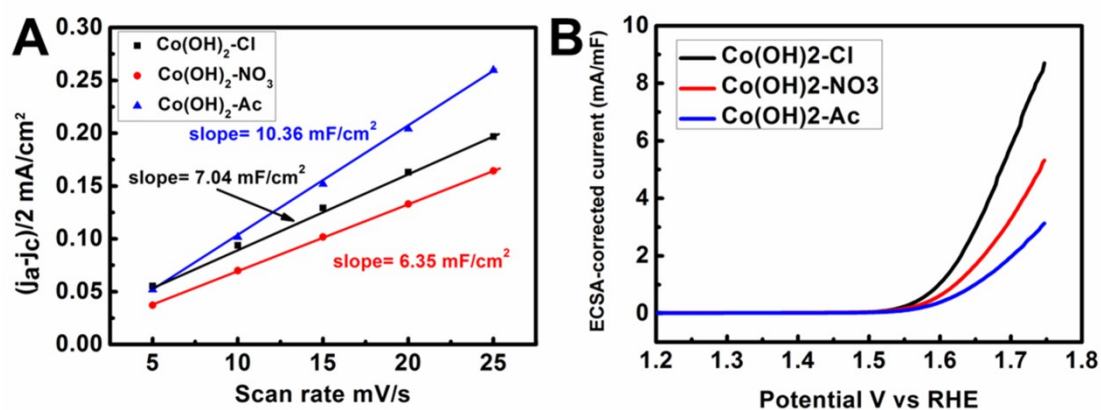 A
(ja-jc)/2 mA/cm²
0.30
0.25
0.20
0.15
0.10
0.05
0.00
Co(OH)₂-Cl
Co(OH)₂-NO₃
Co(OH)₂-Ac
slope= 10.36 mF/cm²
slope= 7.04 mF/cm²
slope= 6.35 mF/cm²
5 10 15 20 25
Scan rate mV/s
B
ECSA-corrected current (mA/mF)
10
8
6
4
2
0
Co(OH)2-Cl
Co(OH)2-NO3
Co(OH)2-Ac
1.2 1.3 1.4 1.5 1.6 1.7 1.8
Potential V vs RHE